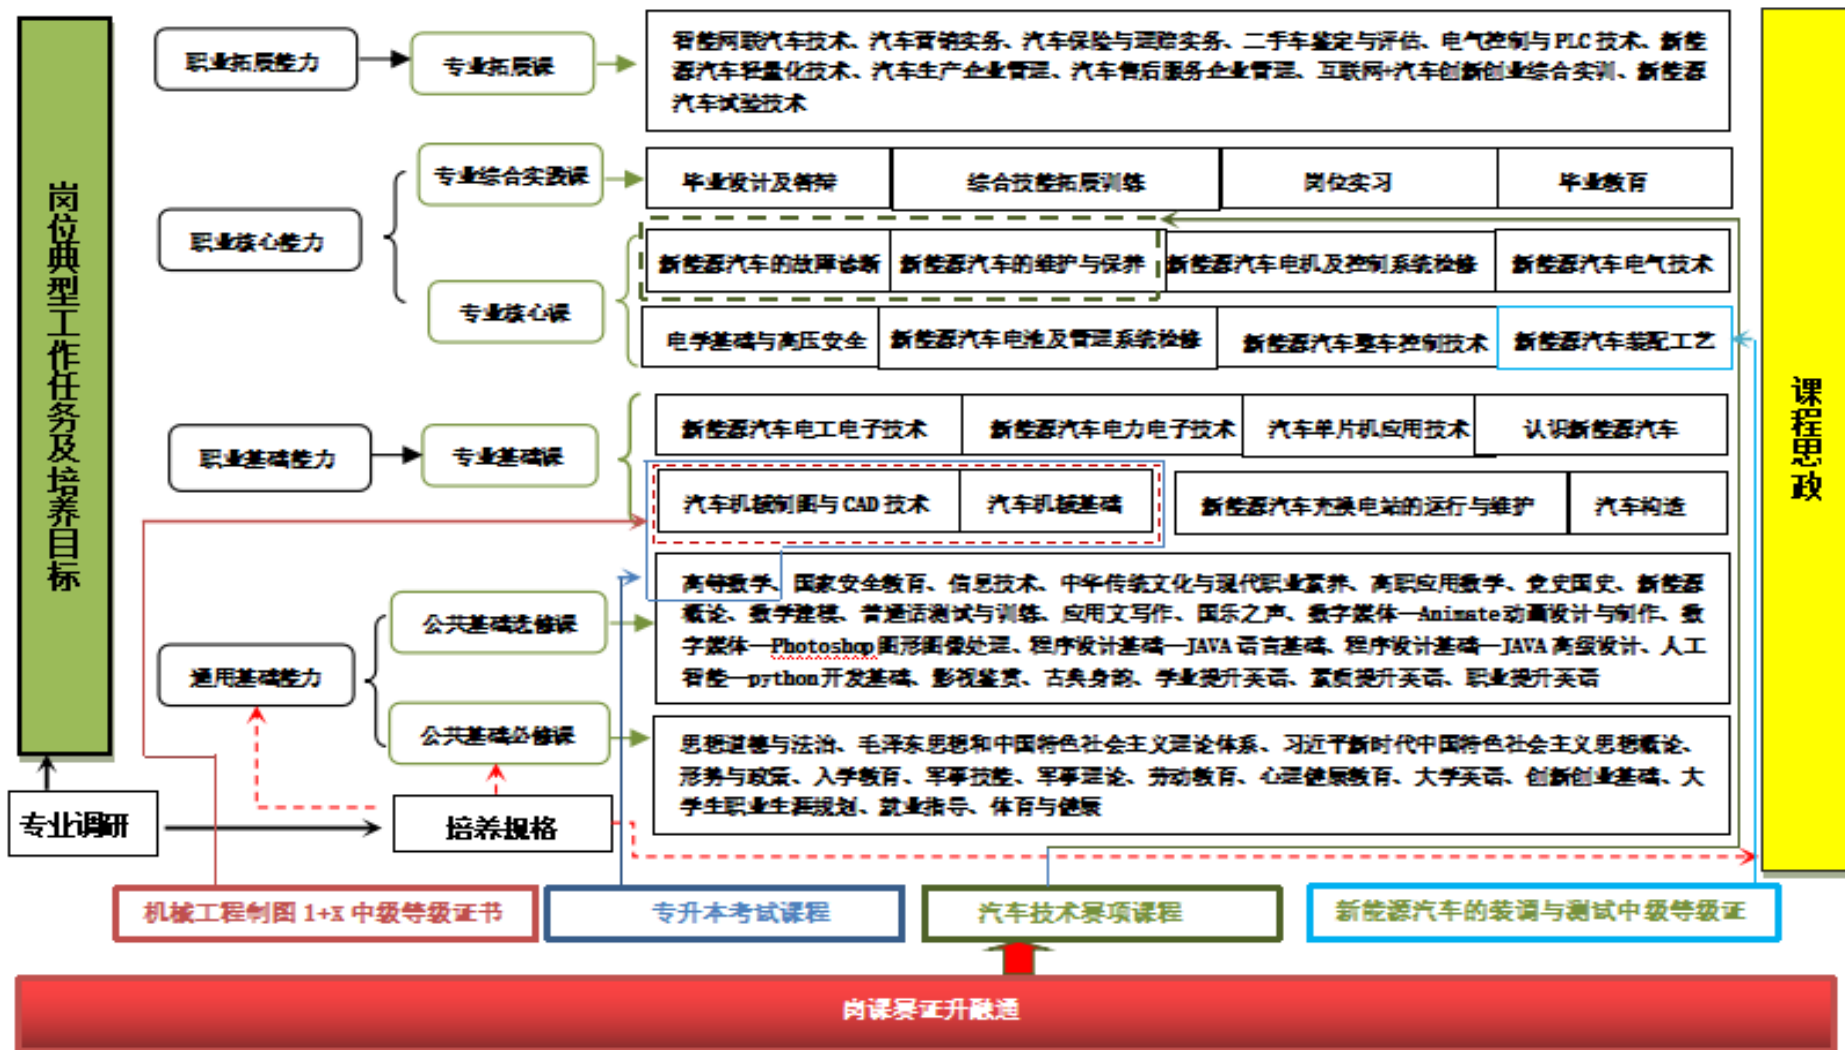 岗位典型工作任务及培养目标
职业拓展能力
专业拓展课
智能网联汽车技术、汽车营销实务、汽车保险与理赔实务、二手车鉴定与评估、电气控制与PLC技术、新能
源汽车轻量化技术、汽车生产企业管理、汽车售后服务企业管理、互联网+汽车创新创业综合实训、新能源
汽车试验技术
专业综合实践课
毕业设计及答辩
综合技能拓展训练
岗位实习
毕业教育
职业核心能力
专业核心课
新能源汽车的故障诊断
新能源汽车的维护与保养
新能源汽车电机及控制系统检修
新能源汽车电气技术
电学基础与高压安全
新能源汽车电池及管理系统检修
新能源汽车整车控制技术
新能源汽车装配工艺
职业基础能力
专业基础课
新能源汽车电工电子技术
新能源汽车电力电子技术
汽车单片机应用技术
认识新能源汽车
汽车机械制图与CAD技术
汽车机械基础
新能源汽车充换电站的运行与维护
汽车构造
通用基础能力
公共基础选修课
高等数学、国家安全教育、信息技术、中华传统文化与现代职业素养、高职应用数学、党史国史、新能源
概论、数学建模、普通话测试与训练、应用文写作、国乐之声、数字媒体—Animate动画设计与制作、数
字媒体—Photoshop图形图像处理、程序设计基础—JAVA语言基础、程序设计基础—JAVA高级设计、人工
智能—python开发基础、影视鉴赏、古典身韵、学业提升英语、素质提升英语、职业提升英语
公共基础必修课
思想道德与法治、毛泽东思想和中国特色社会主义理论体系、习近平新时代中国特色社会主义思想概论、
形势与政策、入学教育、军事技能、军事理论、劳动教育、心理健康教育、大学英语、创新创业基础、大
学生职业生涯规划、就业指导、体育与健康
专业调研
培养规格
课程思政
机械工程制图1+X中级等级证书
专升本考试课程
汽车技术赛项课程
新能源汽车的装调与测试中级等级证
岗课赛证升融通